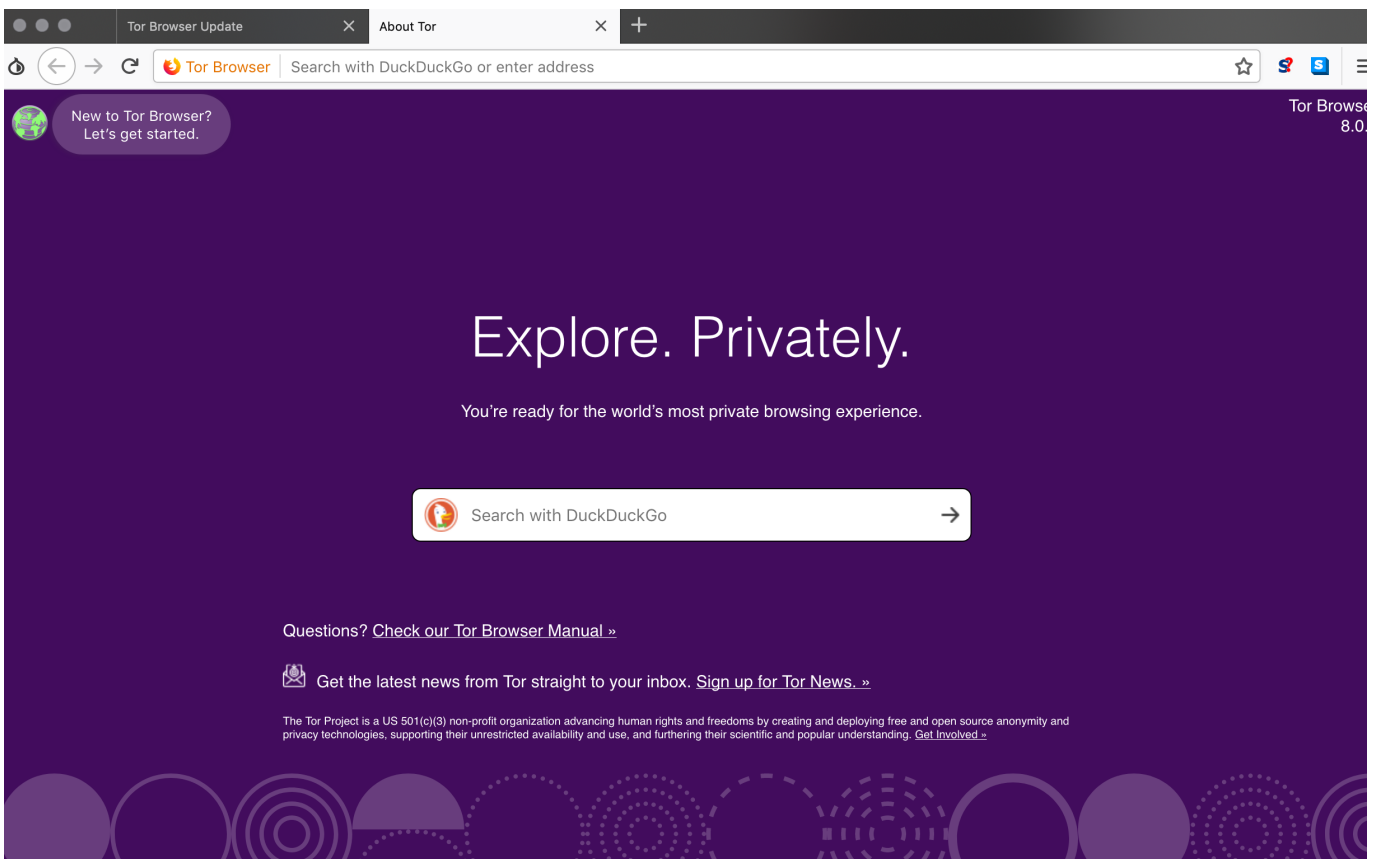 Tor Browser Update
About Tor
Tor Browser
Search with DuckDuckGo or enter address
S?
S
New to Tor Browser?
Let's get started.
Tor Browse
8.0.
Explore. Privately.
You're ready for the world's most private browsing experience.
Search with DuckDuckGo
Questions? Check our Tor Browser Manual »
Get the latest news from Tor straight to your inbox. Sign up for Tor News. »
The Tor Project is a US 501(c)(3) non-profit organization advancing human rights and freedoms by creating and deploying free and open source anonymity and
privacy technologies, supporting their unrestricted availability and use, and furthering their scientific and popular understanding. Get Involved »